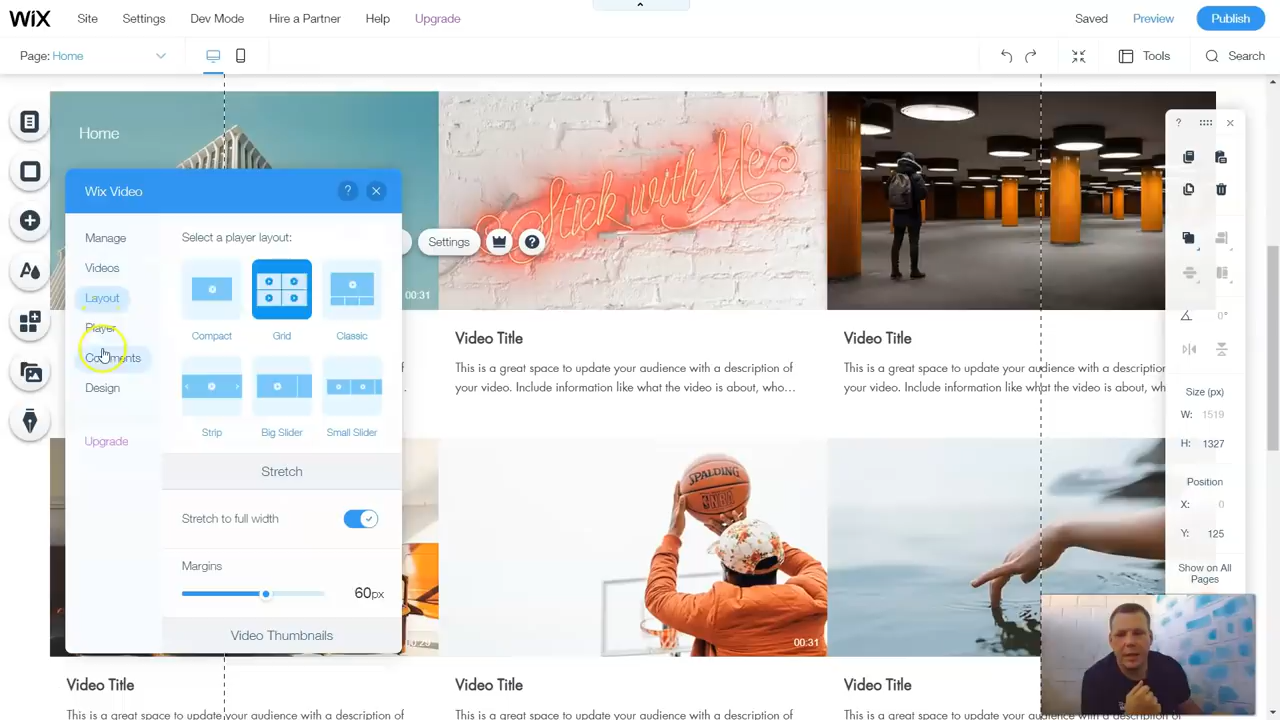 WiX
Site
Settings
Dev Mode
Hire a Partner
Help
Upgrade
Saved
Preview
Publish
Page: Home
Tools
Search
Home
Stick with Me
Wix Video
?
Manage
Videos
Layout
Player
Comments
Design
Upgrade
Select a player layout:
Compact
Grid
Classic
Strip
Big Slider
Small Slider
Stretch
Stretch to full width
Margins
60px
Video Thumbnails
Settings
?
00:31
Video Title
This is a great space to update your audience with a description of
your video. Include information like what the video is about, who...
Video Title
This is a great space to update your audience with a description of
your video. Include information like what the video is about, who
SPALDING
00:31
Video Title
This is a great space to update your audience with a description of
Video Title
This is a great space to update your audience with a description of
Video Title
This is a great space to update your audience with a description of
?
0°
Size (px)
W: 1519
H: 1327
Position
X: 0
Y: 125
Show on All
Pages